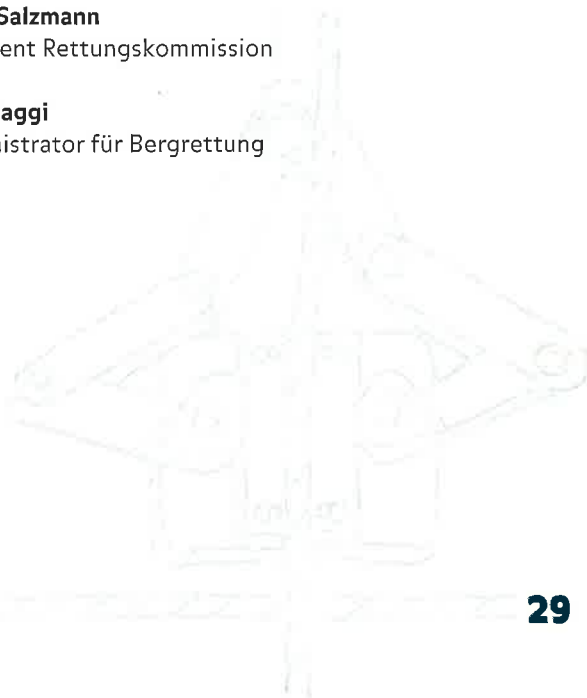 Salzmann
ent Rettungskommission
aggi
istrator für Bergrettung
29